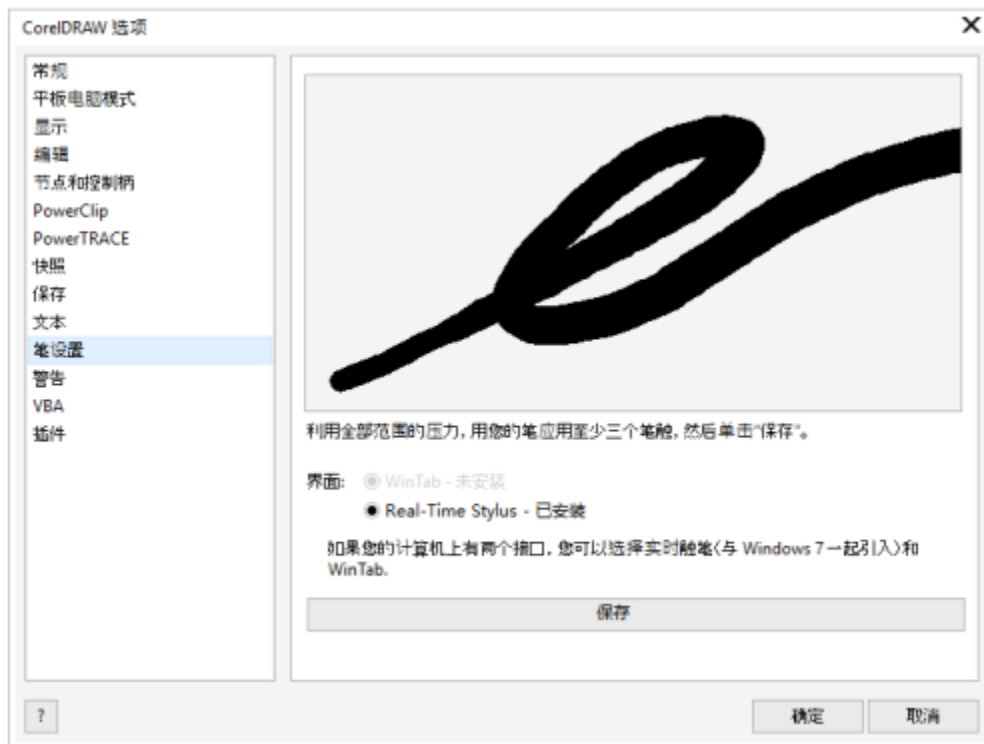 CorelDRAW 选项
常规
平板电脑模式
显示
编辑
节点和控制柄
PowerClip
PowerTRACE
快照
保存
文本
笔设置
警告
VBA
插件
利用全部范围的压力, 用您的笔应用至少三个笔触, 然后单击“保存”。
界面: WinTab - 未安装
Real-Time Stylus - 已安装
如果您的计算机上有两个接口, 您可以选择实时触笔(与 Windows 7 一起引入)和
WinTab.
保存
? 确定 取消